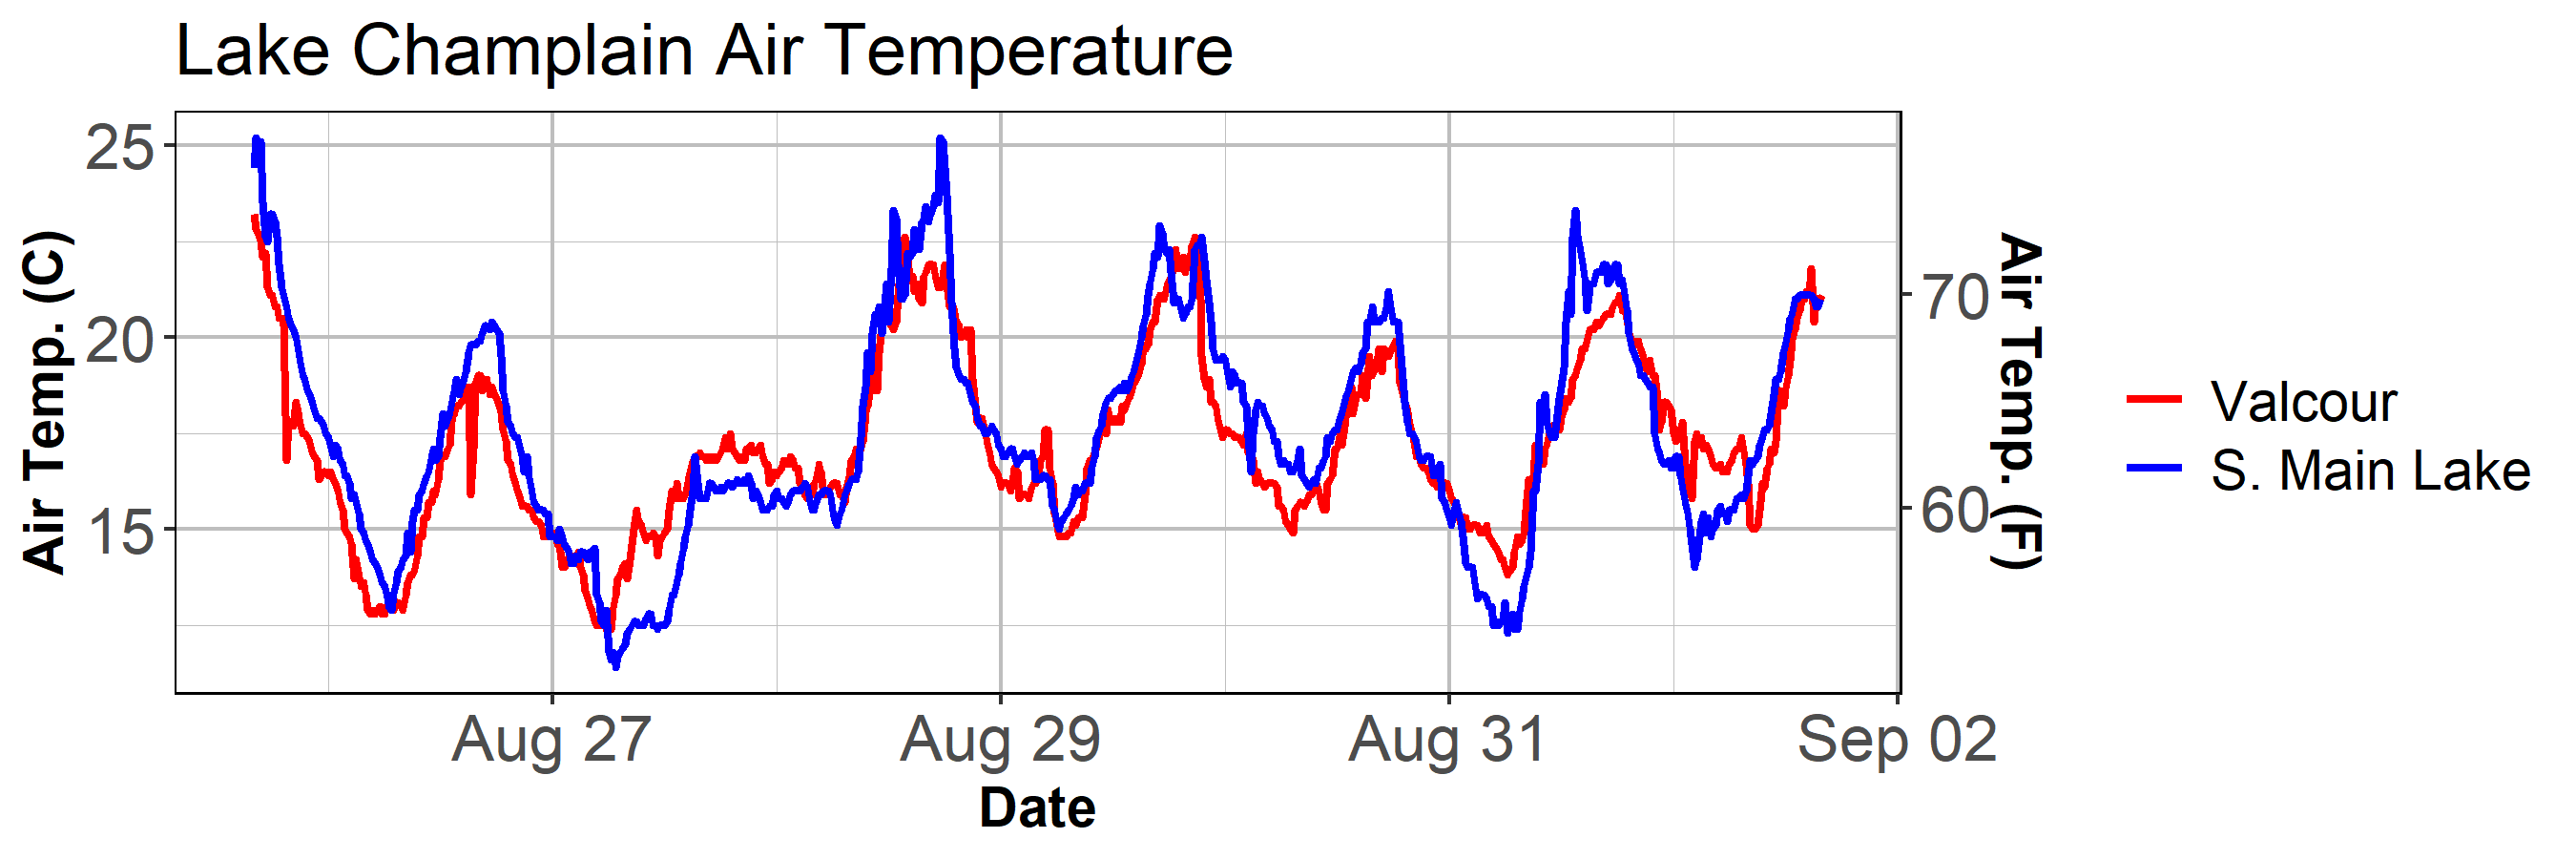 Lake Champlain Air Temperature
Air Temp. (C)
25
20
15
Aug 27
Aug 29
Aug 31
Sep 02
Date
70
60
Air Temp. (F)
Valcour
S. Main Lake